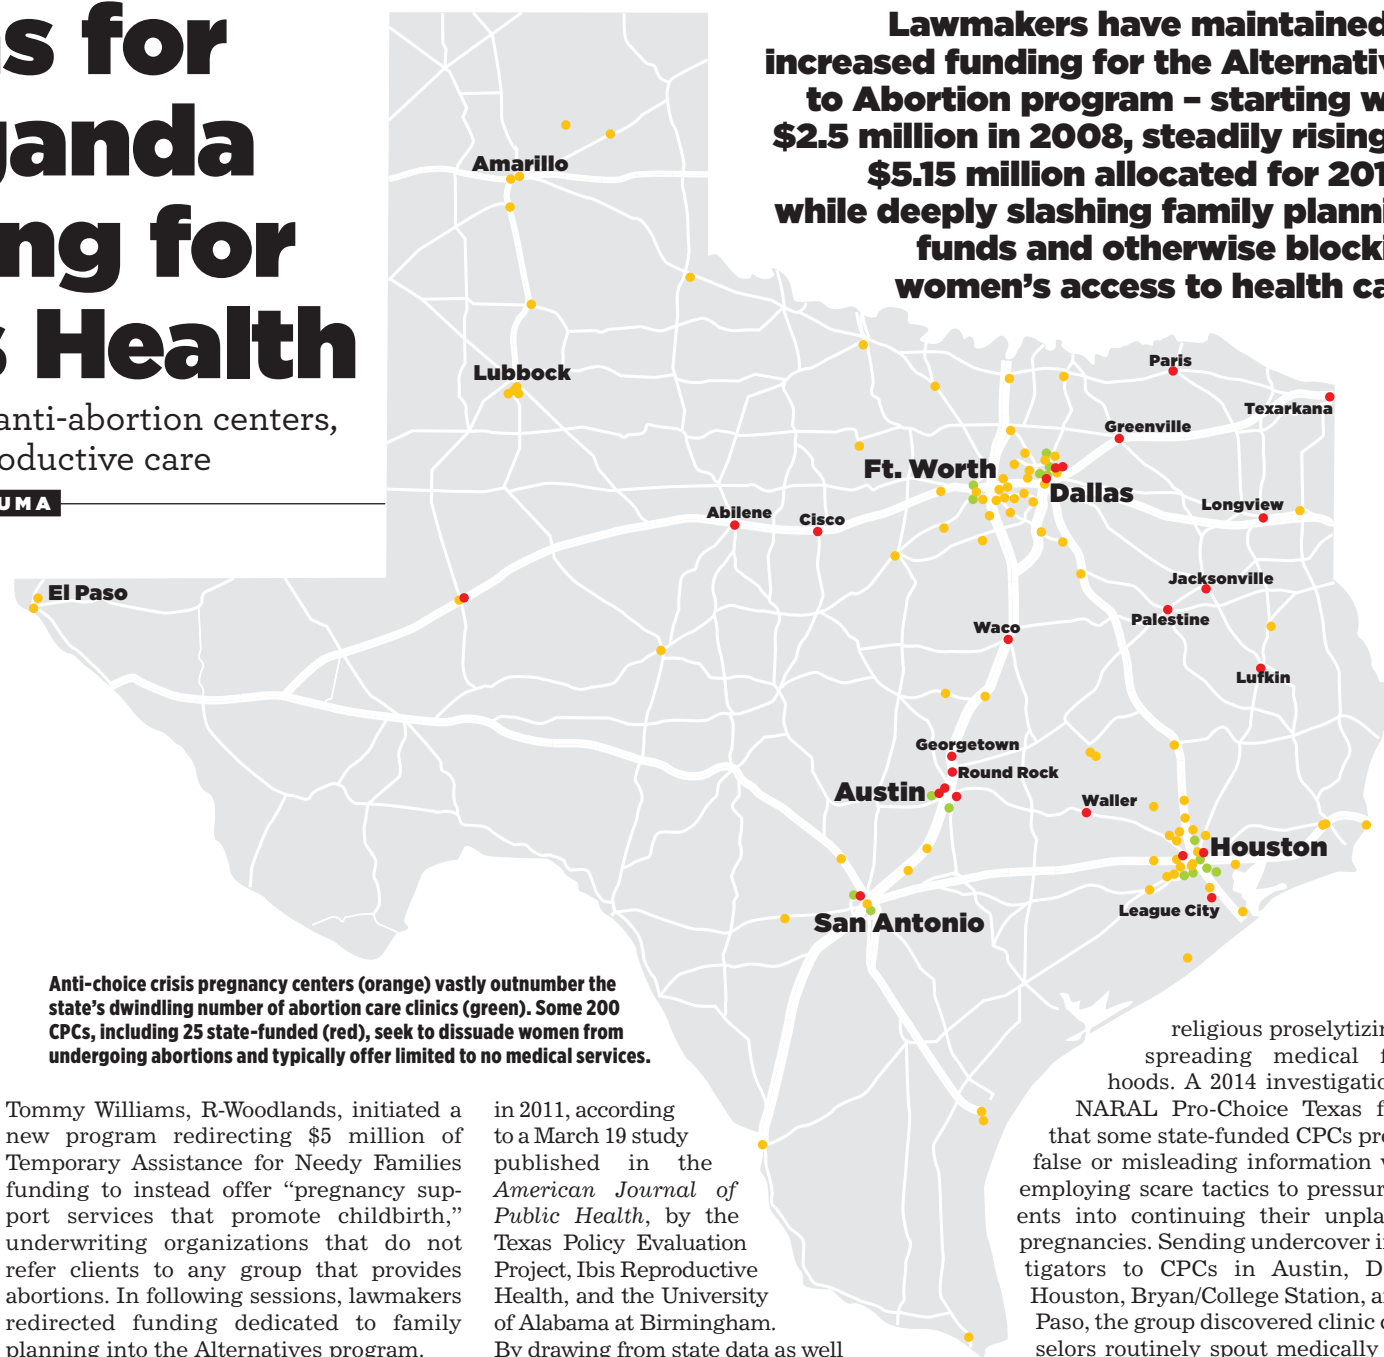 s for
ganda
ng for
s Health
anti-abortion centers,
oductive care
UMA
Lawmakers have maintained
increased funding for the Alternativ
to Abortion program – starting w
$2.5 million in 2008, steadily rising
$5.15 million allocated for 201
while deeply slashing family planni
funds and otherwise blocki
women’s access to health ca
Amarillo
Lubbock
Paris
Texarkana
Greenville
Ft. Worth
Dallas
Longview
Abilene
Cisco
Jacksonville
El Paso
Palestine
Waco
Lufkin
Georgetown
Round Rock
Austin
Waller
Houston
League City
San Antonio
Anti-choice crisis pregnancy centers (orange) vastly outnumber the
state’s dwindling number of abortion care clinics (green). Some 200
CPCs, including 25 state-funded (red), seek to dissuade women from
undergoing abortions and typically offer limited to no medical services.
Tommy Williams, R-Woodlands, initiated a
new program redirecting $5 million of
Temporary Assistance for Needy Families
funding to instead offer “pregnancy sup-
port services that promote childbirth,”
underwriting organizations that do not
refer clients to any group that provides
abortions. In following sessions, lawmakers
redirected funding dedicated to family
planning into the Alternatives program.
in 2011, according
to a March 19 study
published in the
American Journal of
Public Health, by the
Texas Policy Evaluation
Project, Ibis Reproductive
Health, and the University
of Alabama at Birmingham.
By drawing from state data as well
religious proselytizin
spreading medical f
hoods. A 2014 investigatio
NARAL Pro-Choice Texas f
that some state-funded CPCs pro
false or misleading information v
employing scare tactics to pressur
ents into continuing their unpla
pregnancies. Sending undercover i
tigators to CPCs in Austin, D
Houston, Bryan/College Station, a
Paso, the group discovered clinic c
selors routinely spout medically